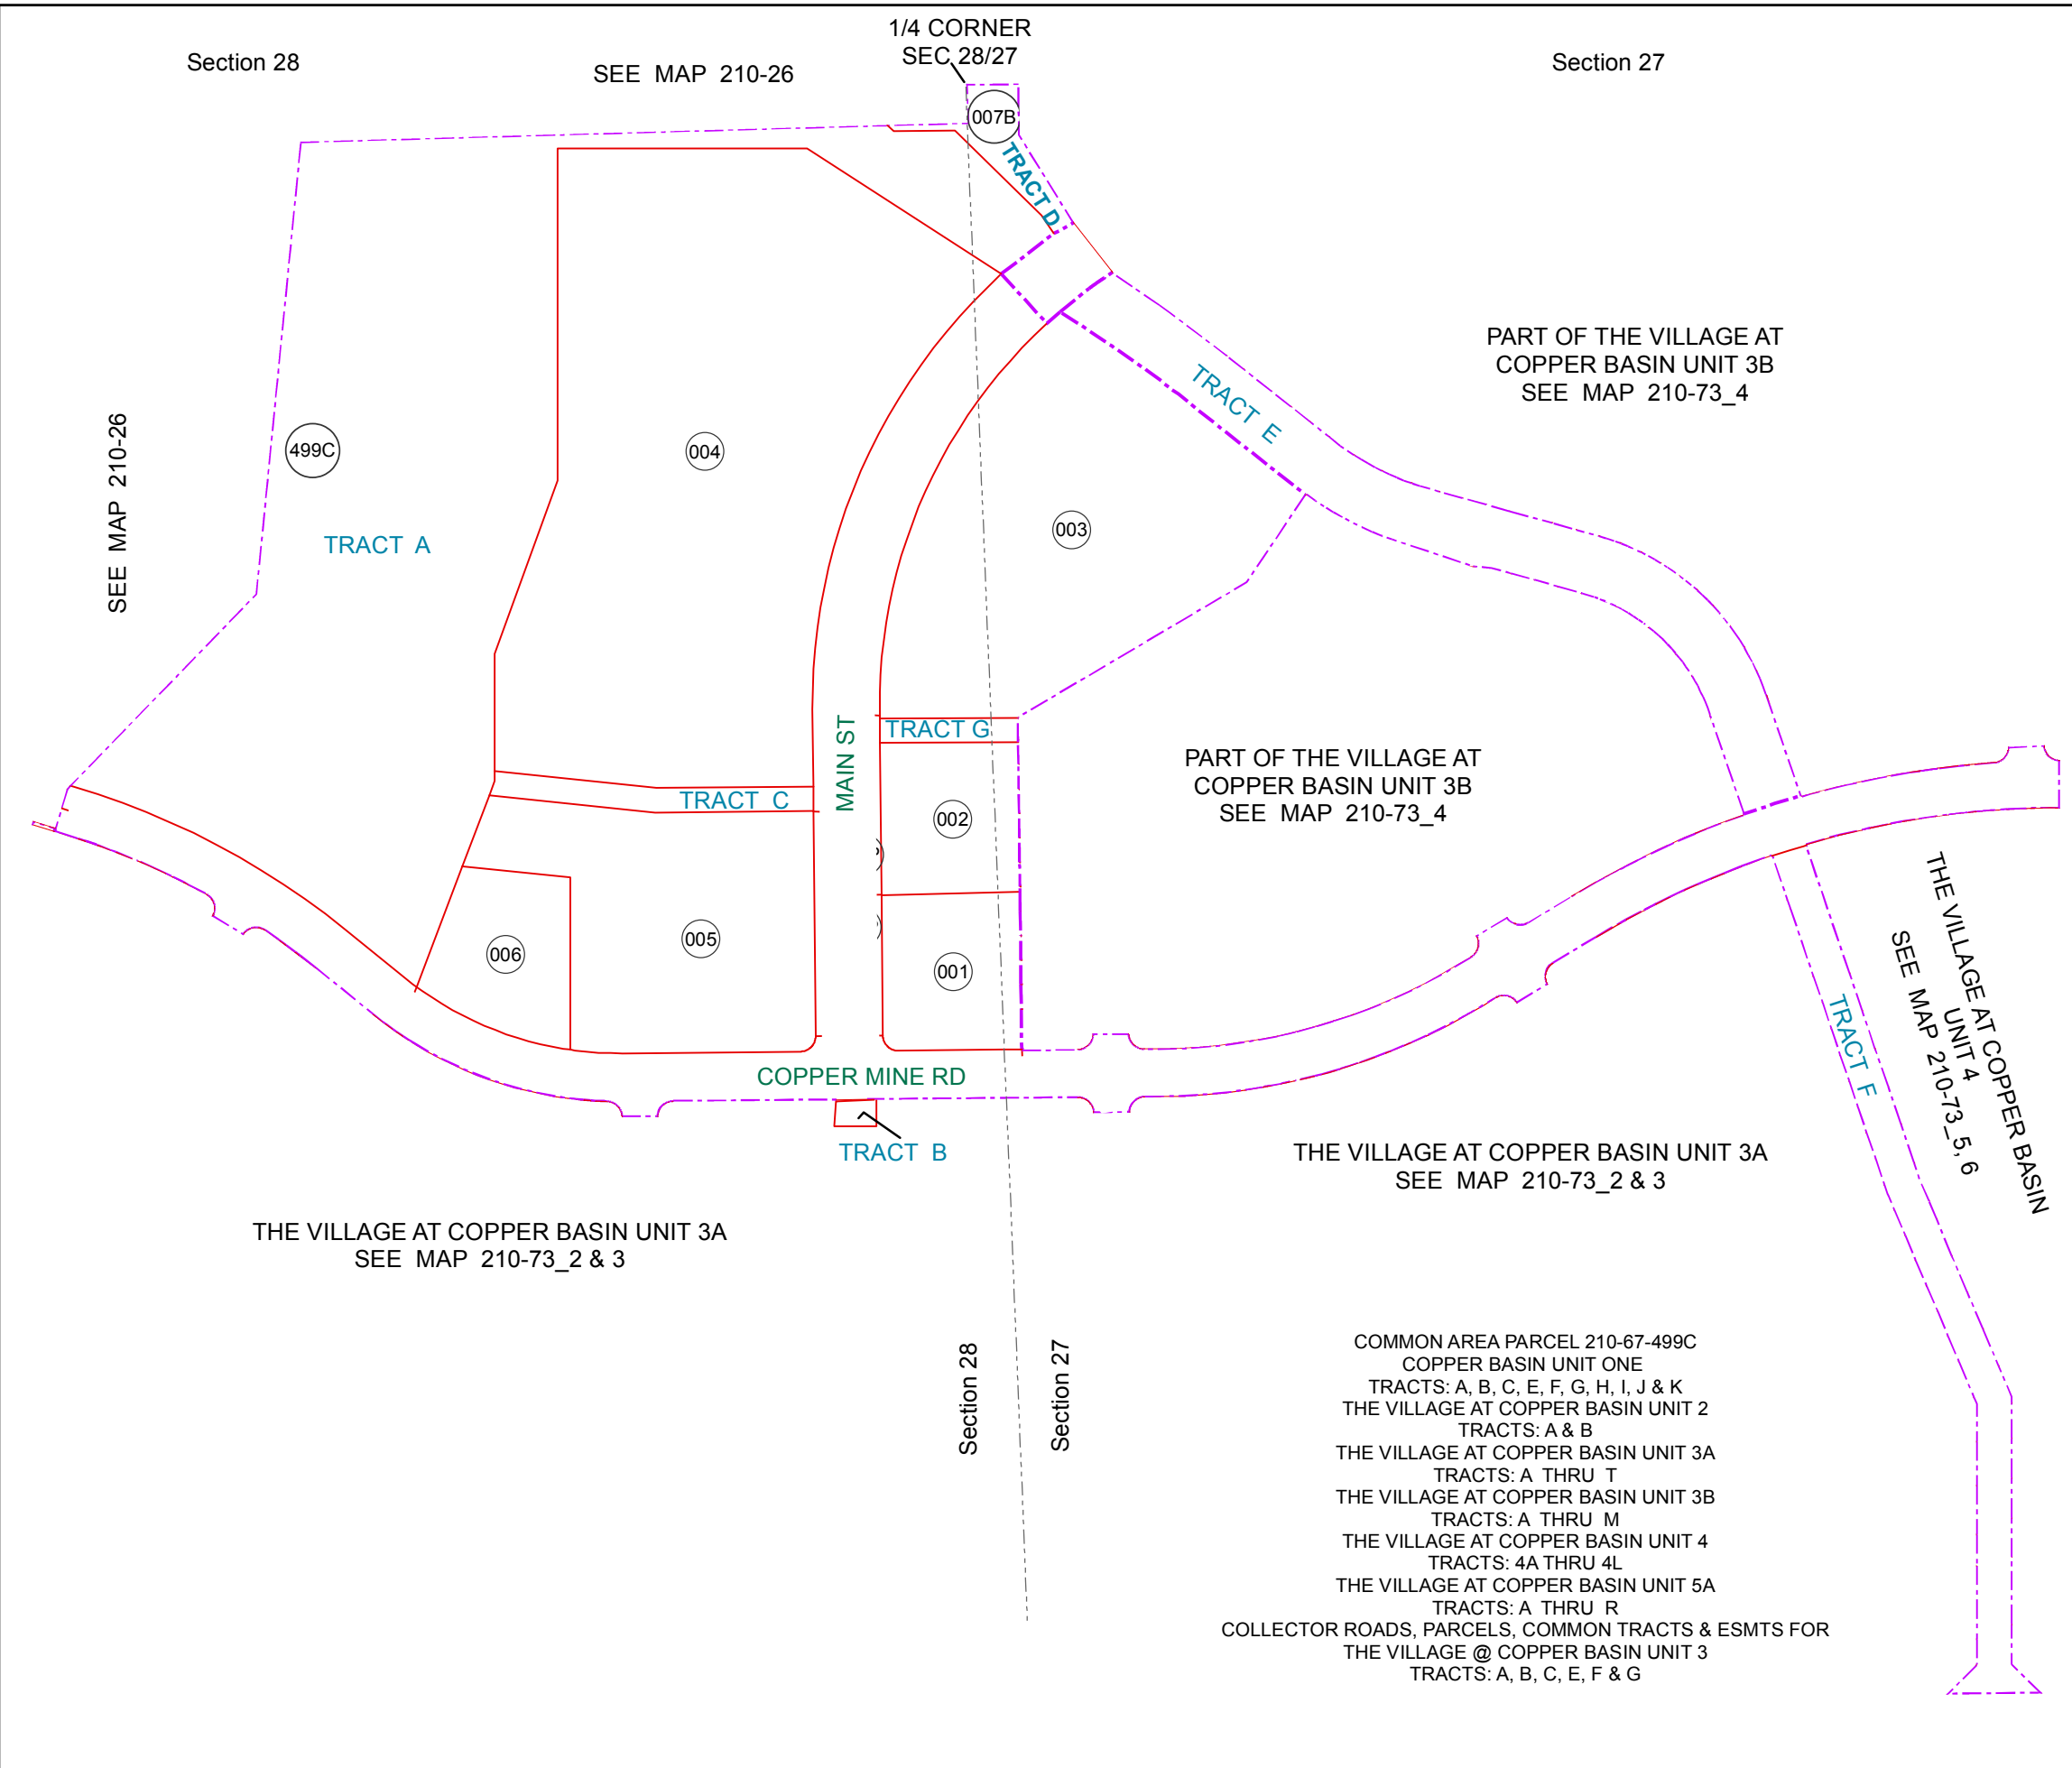 1/4 CORNER
SEC 28/27
Section 28
SEE MAP 210-26
Section 27
007B
TRACT D
PART OF THE VILLAGE AT
COPPER BASIN UNIT 3B
SEE MAP 210-73_4
TRACT E
SEE MAP 210-26
499C
004
TRACT A
003
MAIN ST
TRACT G
TRACT C
002
PART OF THE VILLAGE AT
COPPER BASIN UNIT 3B
SEE MAP 210-73_4
006
005
001
THE VILLAGE AT COPPER BASIN
UNIT 4
SEE MAP 210-73_5, 6
TRACT F
COPPER MINE RD
TRACT B
THE VILLAGE AT COPPER BASIN UNIT 3A
SEE MAP 210-73_2 & 3
THE VILLAGE AT COPPER BASIN UNIT 3A
SEE MAP 210-73_2 & 3
Section 28
Section 27
COMMON AREA PARCEL 210-67-499C
COPPER BASIN UNIT ONE
TRACTS: A, B, C, E, F, G, H, I, J & K
THE VILLAGE AT COPPER BASIN UNIT 2
TRACTS: A & B
THE VILLAGE AT COPPER BASIN UNIT 3A
TRACTS: A THRU T
THE VILLAGE AT COPPER BASIN UNIT 3B
TRACTS: A THRU M
THE VILLAGE AT COPPER BASIN UNIT 4
TRACTS: 4A THRU 4L
THE VILLAGE AT COPPER BASIN UNIT 5A
TRACTS: A THRU R
COLLECTOR ROADS, PARCELS, COMMON TRACTS & ESMTS FOR
THE VILLAGE @ COPPER BASIN UNIT 3
TRACTS: A, B, C, E, F & G